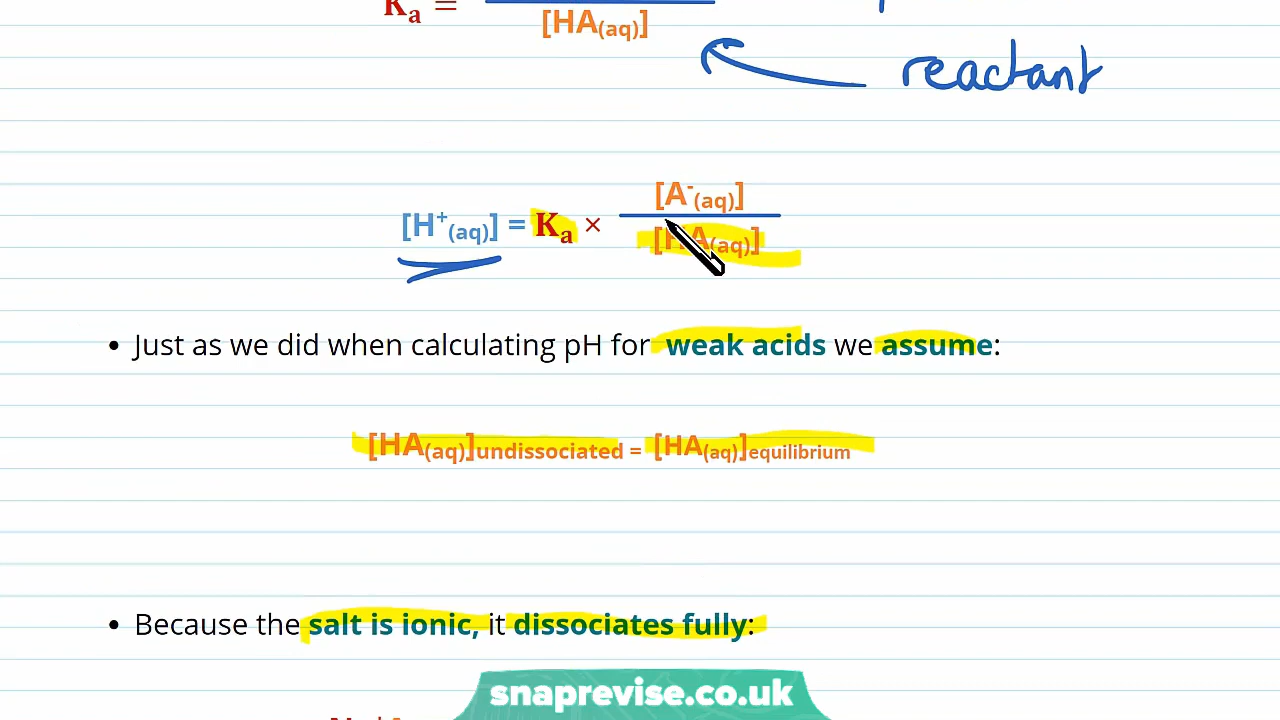 Ka =
[HA(aq)]
reactant
[A-(aq)]
[H+(aq)] = Ka ×
[HA(aq)]
• Just as we did when calculating pH for weak acids we assume:
[HA(aq)]undissociated = [HA(aq)]equilibrium
• Because the salt is ionic, it dissociates fully:
snaprevise.co.uk